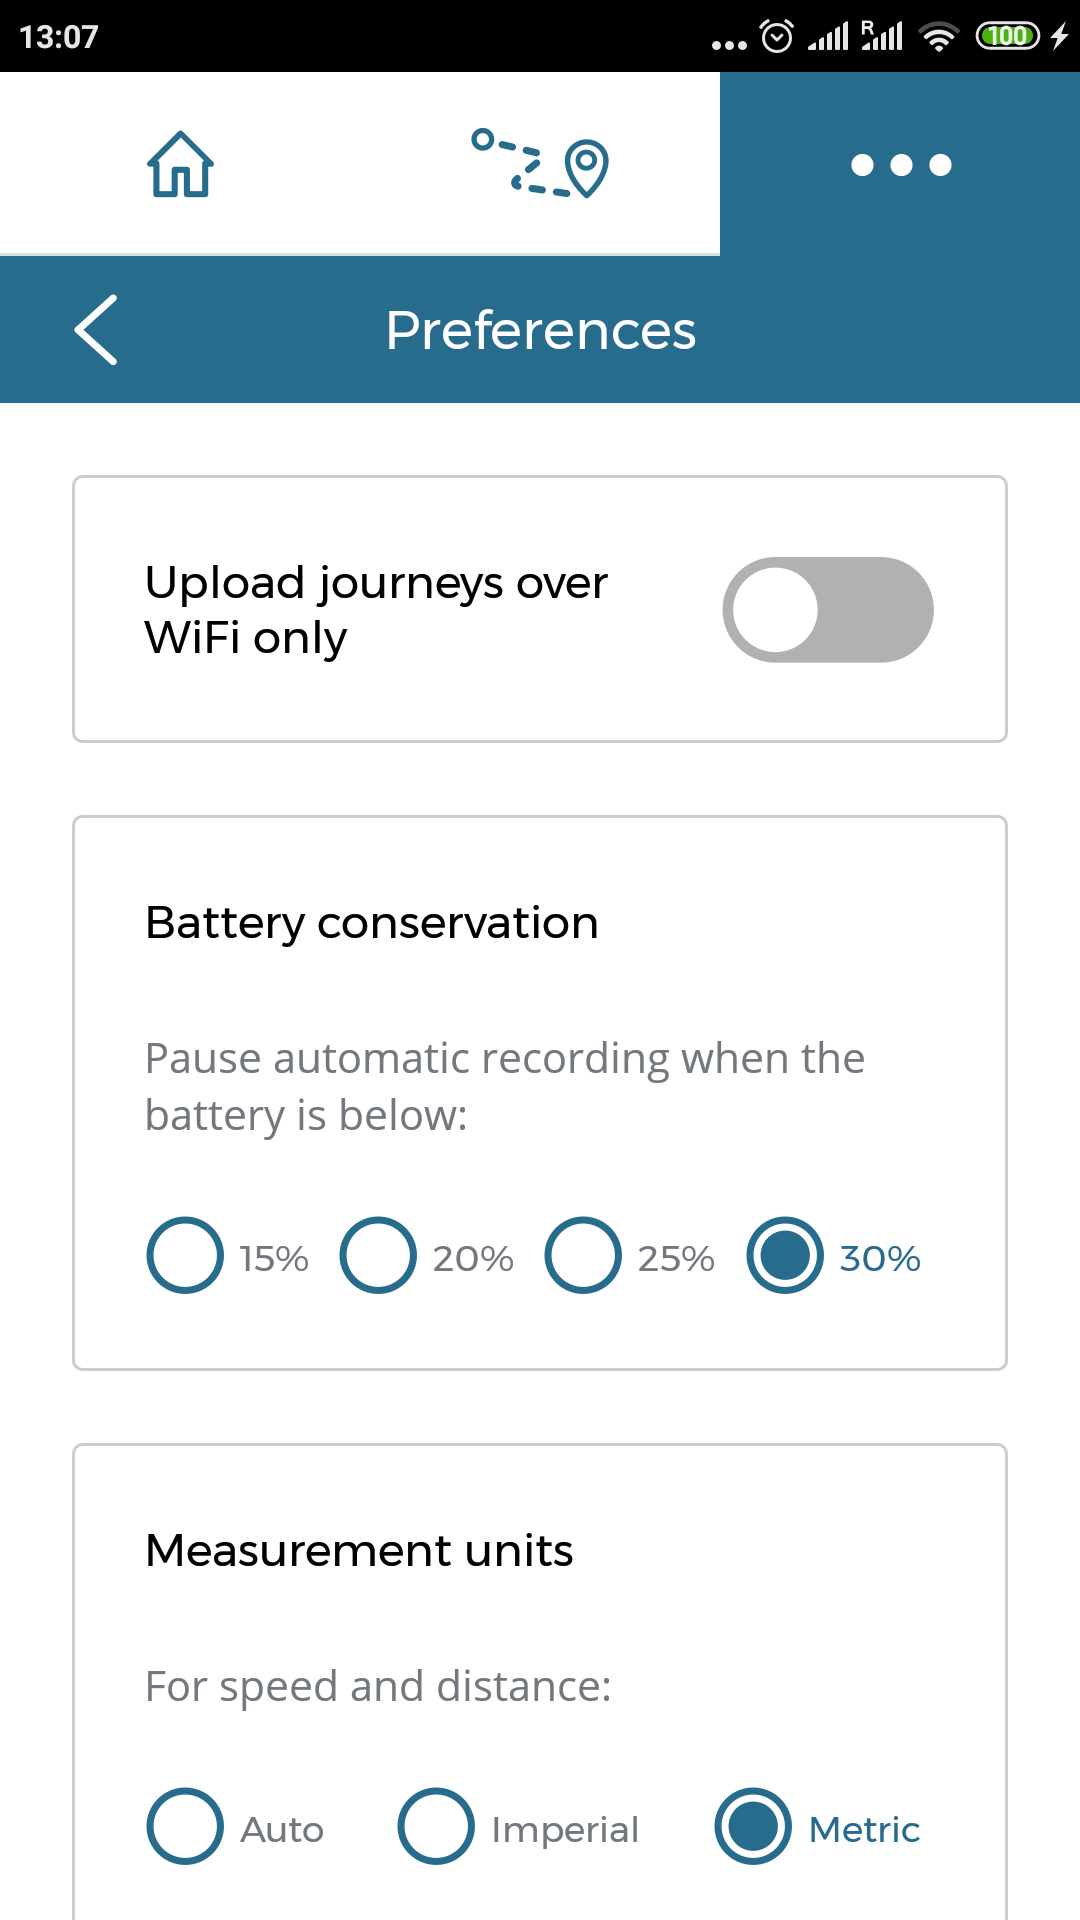 13:07
R
100
Preferences
Upload journeys over
WiFi only
Battery conservation
Pause automatic recording when the
battery is below:
15% 20% 25% 30%
Measurement units
For speed and distance:
Auto Imperial Metric